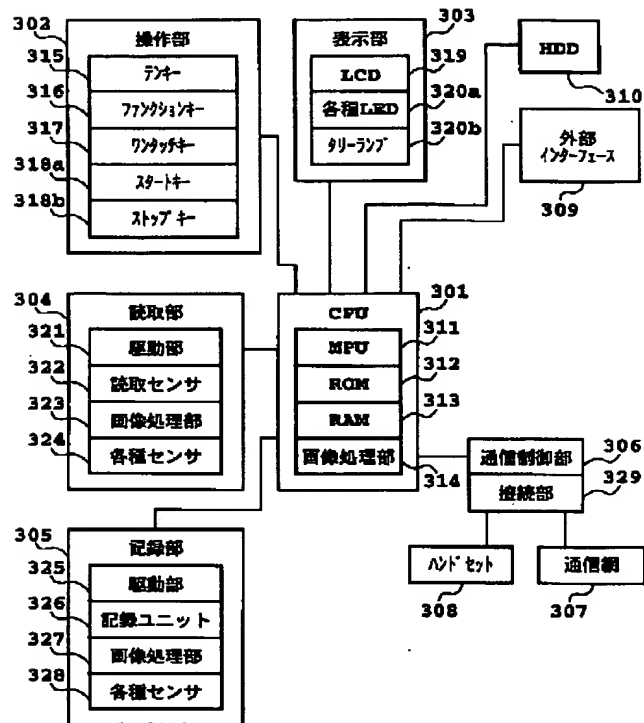 302
操作部
315
テンキー
316
ファンクションキー
317
ワンタッチキー
318a
スタートキー
318b
ストップキー
303
表示部
319
LCD
320a
各種LED
320b
タリーランプ
HDD
310
外部
インターフェース
309
304
読取部
321
駆動部
322
読取センサ
323
画像処理部
324
各種センサ
301
CPU
311
MPU
312
ROM
313
RAM
314
画像処理部
306
通信制御部
329
接続部
ハンドセット
308
通信網
307
305
記録部
325
駆動部
326
記録ユニット
327
画像処理部
328
各種センサ